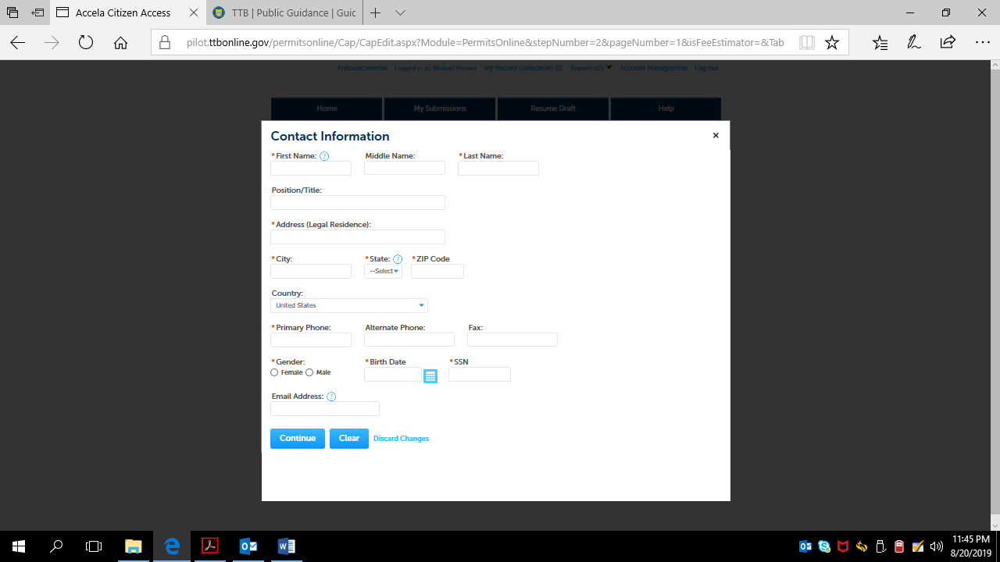 Accela Citizen Access
TTB | Public Guidance | Guid
pilot.ttbonline.gov/permitsonline/Cap/CapEdit.aspx?Module=PermitsOnline&stepNumber=2&pageNumber=1&isFeeEstimator=&Tab
Announcements Logged in as: Michael Hoover My Record Collections (0) Reports (15) Account Management Log out
Home My Submissions Resume Draft Help
Contact Information
* First Name: ? Middle Name: * Last Name:
Position/Title:
* Address (Legal Residence):
* City: * State: ? * ZIP Code
--Select
Country:
United States
* Primary Phone: Alternate Phone: Fax:
* Gender: * Birth Date * SSN
Female Male
Email Address: ?
Continue Clear Discard Changes
11:45 PM
8/20/2019